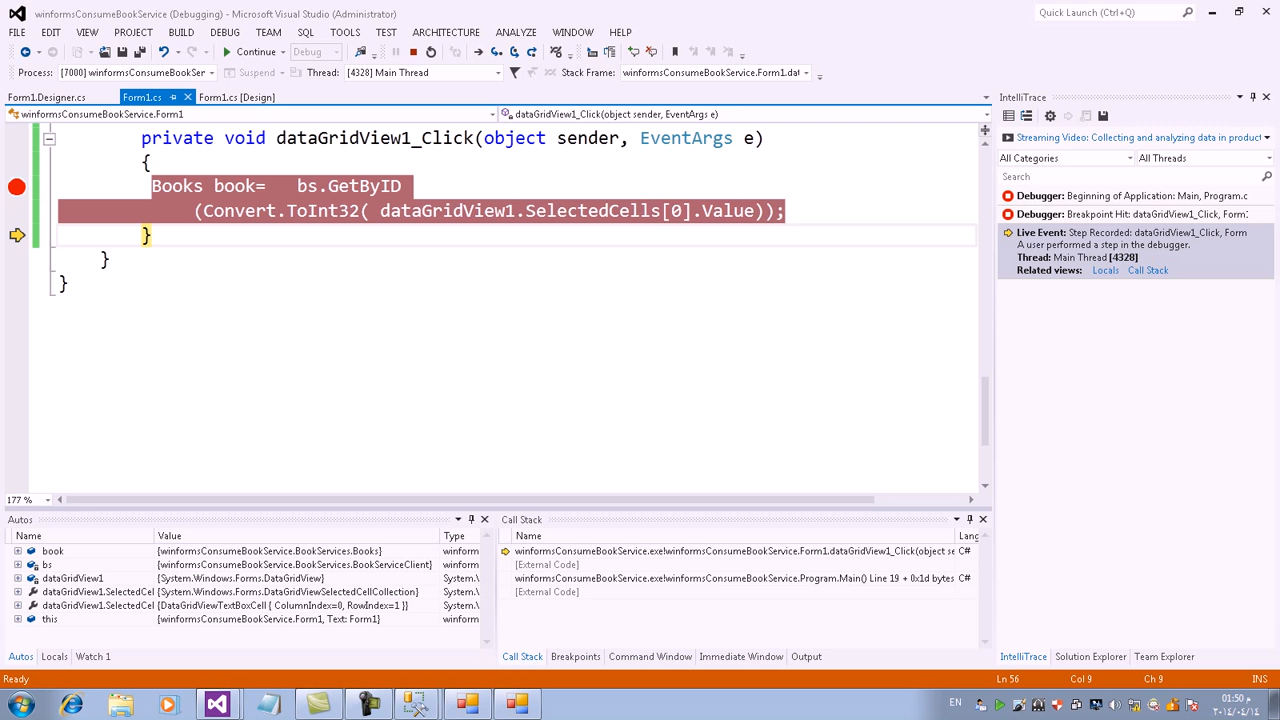 winformsConsumeBookService (Debugging) - Microsoft Visual Studio (Administrator)
Quick Launch (Ctrl+Q)
FILE EDIT VIEW PROJECT BUILD DEBUG TEAM SQL TOOLS TEST ARCHITECTURE ANALYZE WINDOW HELP
Continue Debug
Process: [7000] winformsConsumeBookSer Suspend Thread: [4328] Main Thread Stack Frame: winformsConsumeBookService.Form1.dat
Form1.Designer.cs Form1.cs Form1.cs [Design]
winformsConsumeBookService.Form1 dataGridView1_Click(object sender, EventArgs e)
private void dataGridView1_Click(object sender, EventArgs e)
{
Books book= bs.GetByID
(Convert.ToInt32( dataGridView1.SelectedCells[0].Value));
}
}
}
177 %
IntelliTrace
Streaming Video: Collecting and analyzing data in product
All Categories All Threads
Search
Debugger: Beginning of Application: Main, Program.c
Debugger: Breakpoint Hit: dataGridView1_Click, Form1
Live Event: Step Recorded: dataGridView1_Click, Form
A user performed a step in the debugger.
Thread: Main Thread [4328]
Related views: Locals Call Stack
Autos
Name Value Type
book {winformsConsumeBookService.BookServices.Books} winform
bs {winformsConsumeBookService.BookServices.BookServiceClient} winform
dataGridView1 {System.Windows.Forms.DataGridView} System.\
dataGridView1.SelectedCel {System.Windows.Forms.DataGridViewSelectedCellCollection} System.\
dataGridView1.SelectedCel {DataGridViewTextBoxCell { ColumnIndex=0, RowIndex=1 }} System.\
this {winformsConsumeBookService.Form1, Text: Form1} winform
Autos Locals Watch 1
Call Stack
Name Lang
winformsConsumeBookService.exe!winformsConsumeBookService.Form1.dataGridView1_Click(object se C#
[External Code]
winformsConsumeBookService.exe!winformsConsumeBookService.Program.Main() Line 19 + 0x1d bytes C#
[External Code]
Call Stack Breakpoints Command Window Immediate Window Output
IntelliTrace Solution Explorer Team Explorer
Ready Ln 56 Col 9 Ch 9 INS
EN
01:50 م
٢٠١٤/٠٤/١٤